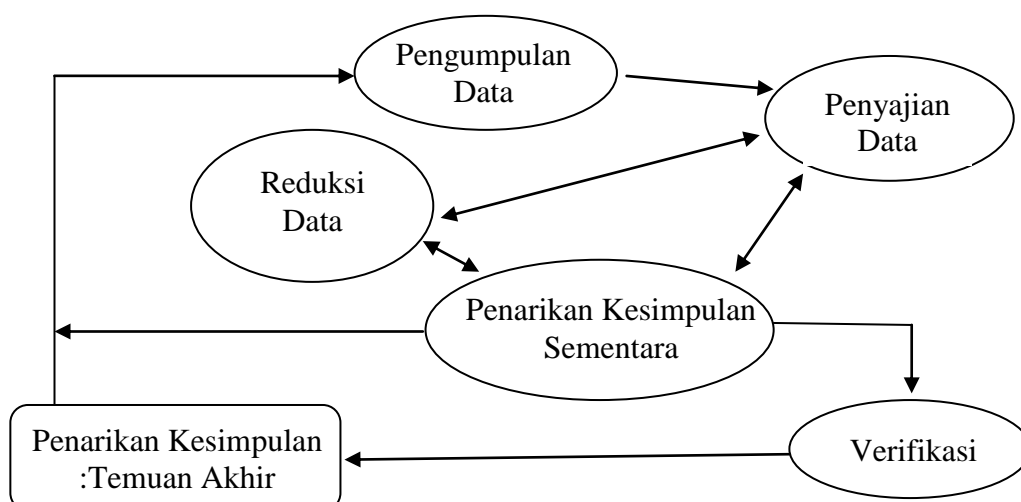 Pengumpulan
Data
Penyajian
Data
Reduksi
Data
Penarikan Kesimpulan
Sementara
Penarikan Kesimpulan
:Temuan Akhir
Verifikasi